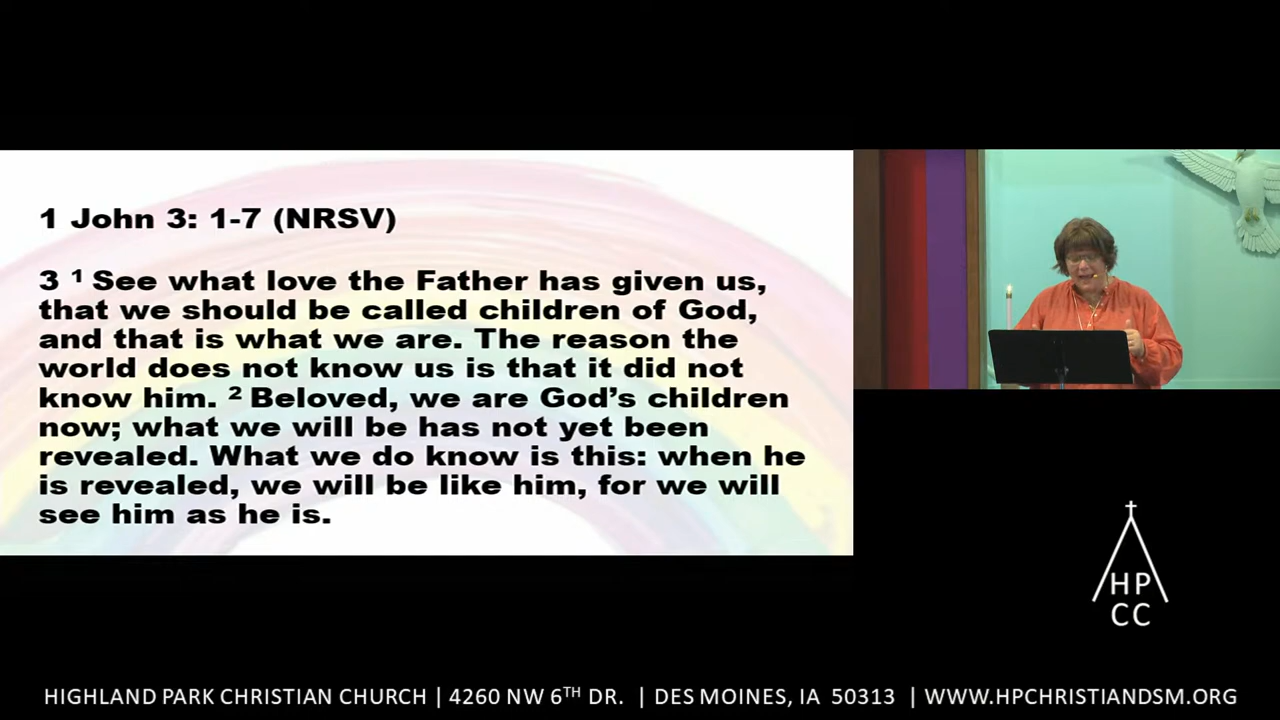 1 John 3: 1-7 (NRSV)
3 ¹ See what love the Father has given us,
that we should be called children of God,
and that is what we are. The reason the
world does not know us is that it did not
know him. ² Beloved, we are God’s children
now; what we will be has not yet been
revealed. What we do know is this: when he
is revealed, we will be like him, for we will
see him as he is.
HP
CC
HIGHLAND PARK CHRISTIAN CHURCH | 4260 NW 6TH DR. | DES MOINES, IA 50313 | WWW.HPCHRISTIANDSM.ORG